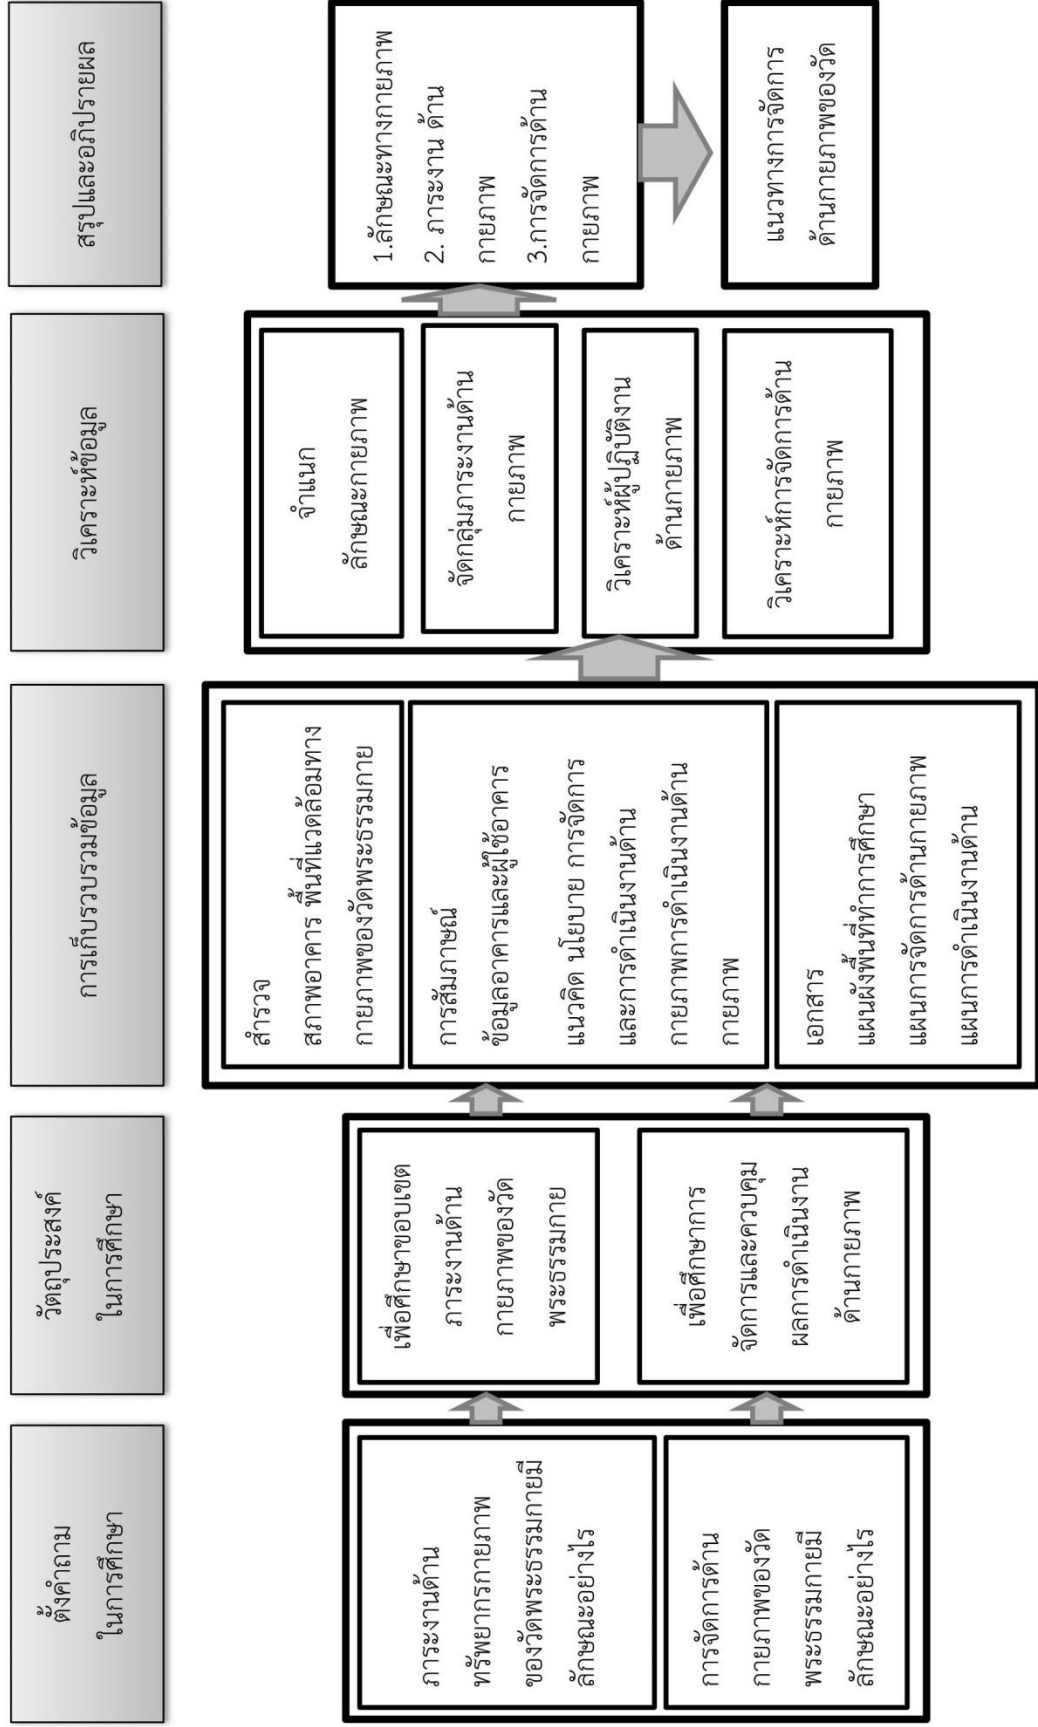 ตั้งคำถาม
ในการศึกษา
วัตถุประสงค์
ในการศึกษา
การเก็บรวบรวมข้อมูล
วิเคราะห์ข้อมูล
สรุปและอภิปรายผล
ภาระงานด้าน
ทรัพยากรกายภาพ
ของวัดพระธรรมกายมี
ลักษณะอย่างไร
การจัดการด้าน
กายภาพของวัด
พระธรรมกายมี
ลักษณะอย่างไร
เพื่อศึกษาขอบเขต
ภาระงานด้าน
กายภาพของวัด
พระธรรมกาย
เพื่อศึกษาการ
จัดการและควบคุม
ผลการดำเนินงาน
ด้านกายภาพ
สำรวจ
สภาพอาคาร พื้นที่แวดล้อมทาง
กายภาพของวัดพระธรรมกาย
การสัมภาษณ์
ข้อมูลอาคารและผู้ใช้อาคาร
แนวคิด นโยบาย การจัดการ
และการดำเนินงานด้าน
กายภาพการดำเนินงานด้าน
กายภาพ
เอกสาร
แผนผังพื้นที่ทำการศึกษา
แผนการจัดการด้านกายภาพ
แผนการดำเนินงานด้าน
จำแนก
ลักษณะกายภาพ
จัดกลุ่มภาระงานด้าน
กายภาพ
วิเคราะห์ผู้ปฏิบัติงาน
ด้านกายภาพ
วิเคราะห์การจัดการด้าน
กายภาพ
1.ลักษณะทางกายภาพ
2. ภาระงาน ด้าน
กายภาพ
3.การจัดการด้าน
กายภาพ
แนวทางการจัดการ
ด้านกายภาพของวัด